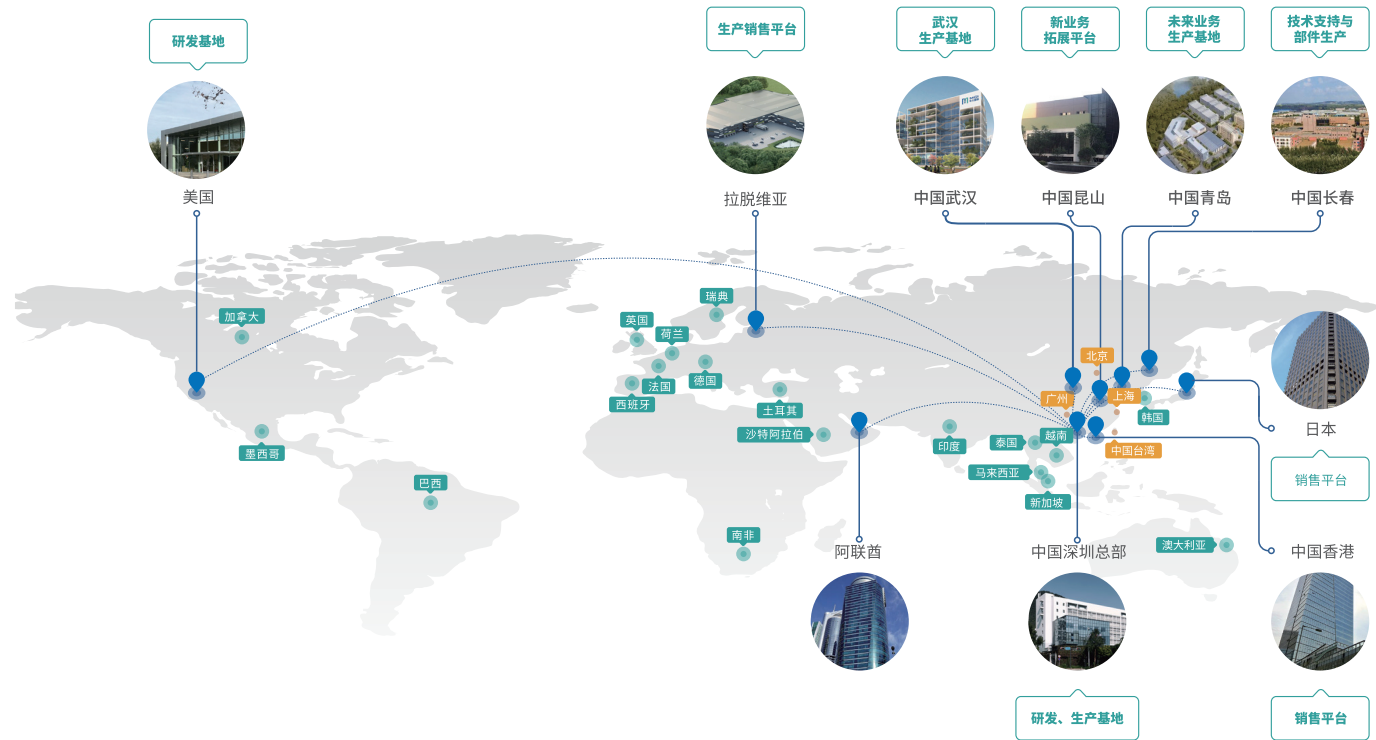 研发基地
生产销售平台
武汉
生产基地
新业务
拓展平台
未来业务
生产基地
技术支持与
部件生产
美国
拉脱维亚
中国武汉
中国昆山
中国青岛
中国长春
加拿大
瑞典
英国
荷兰
法国
德国
西班牙
土耳其
沙特阿拉伯
墨西哥
巴西
南非
北京
广州
上海
韩国
印度
泰国
越南
中国台湾
马来西亚
新加坡
澳大利亚
日本
销售平台
阿联酋
中国深圳总部
中国香港
研发、生产基地
销售平台